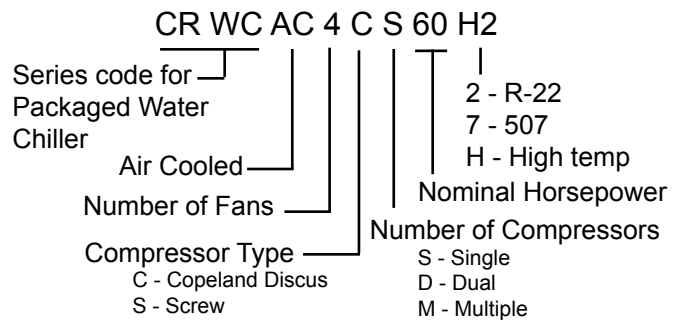 CR WC AC 4 C S 60 H2
Series code for
Packaged Water
Chiller
Air Cooled
Number of Fans
Compressor Type
C - Copeland Discus
S - Screw
2 - R-22
7 - 507
H - High temp
Nominal Horsepower
Number of Compressors
S - Single
D - Dual
M - Multiple